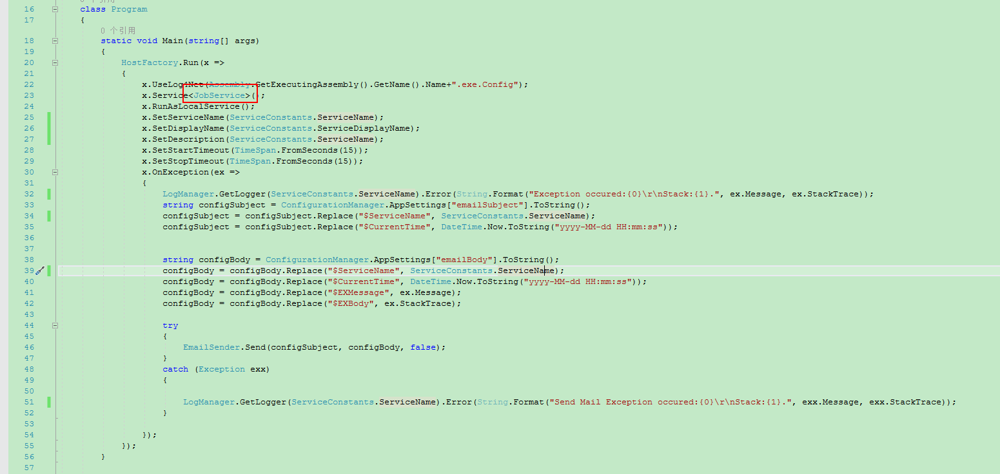 16 class Program
17 {
0 个引用
18 static void Main(string[] args)
19 {
20 HostFactory.Run(x =>
21 {
22 x.UseLog4Net(Assembly.GetExecutingAssembly().GetName().Name+".exe.Config");
23 x.Service<JobService>();
24 x.RunAsLocalService();
25 x.SetServiceName(ServiceConstants.ServiceName);
26 x.SetDisplayName(ServiceConstants.ServiceDisplayName);
27 x.SetDescription(ServiceConstants.ServiceName);
28 x.SetStartTimeout(TimeSpan.FromSeconds(15));
29 x.SetStopTimeout(TimeSpan.FromSeconds(15));
30 x.OnException(ex =>
31 {
32 LogManager.GetLogger(ServiceConstants.ServiceName).Error(String.Format("Exception occured:{0}\r\nStack:{1}.", ex.Message, ex.StackTrace));
33 string configSubject = ConfigurationManager.AppSettings["emailSubject"].ToString();
34 configSubject = configSubject.Replace("$ServiceName", ServiceConstants.ServiceName);
35 configSubject = configSubject.Replace("$CurrentTime", DateTime.Now.ToString("yyyy-MM-dd HH:mm:ss"));
36
37
38 string configBody = ConfigurationManager.AppSettings["emailBody"].ToString();
39 configBody = configBody.Replace("$ServiceName", ServiceConstants.ServiceName);
40 configBody = configBody.Replace("$CurrentTime", DateTime.Now.ToString("yyyy-MM-dd HH:mm:ss"));
41 configBody = configBody.Replace("$EXMessage", ex.Message);
42 configBody = configBody.Replace("$EXBody", ex.StackTrace);
43
44 try
45 {
46 EmailSender.Send(configSubject, configBody, false);
47 }
48 catch (Exception exx)
49 {
50
51 LogManager.GetLogger(ServiceConstants.ServiceName).Error(String.Format("Send Mail Exception occured:{0}\r\nStack:{1}.", exx.Message, exx.StackTrace));
52 }
53
54 });
55 });
56 }
57